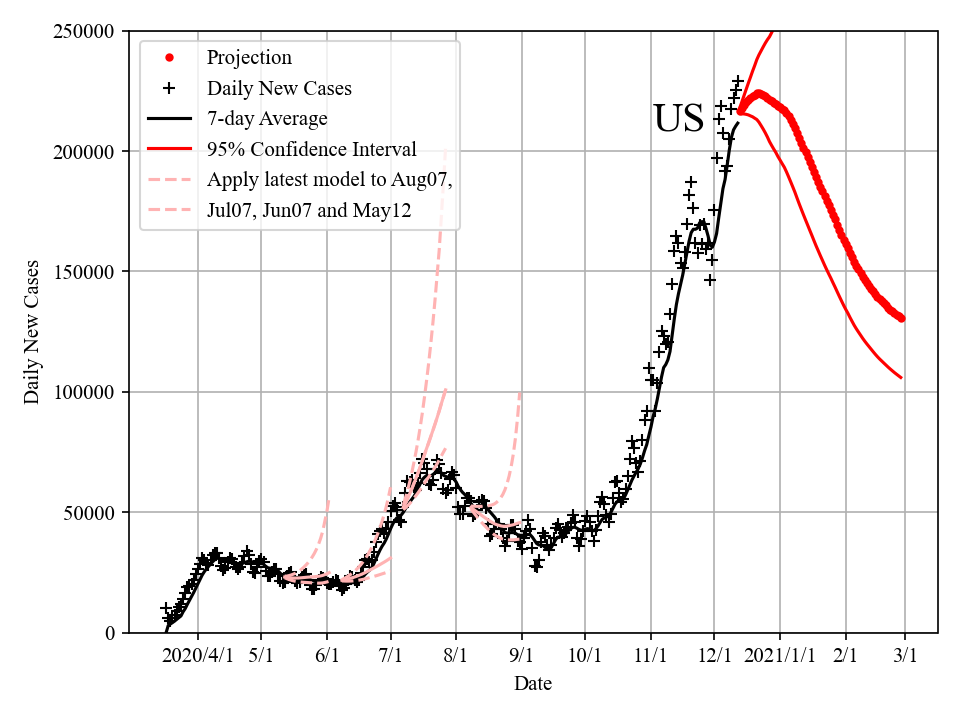 250000
200000
150000
100000
50000
0
Daily New Cases
Projection
Daily New Cases
7-day Average
95% Confidence Interval
Apply latest model to Aug07,
Jul07, Jun07 and May12
US
2020/4/1 5/1 6/1 7/1 8/1 9/1 10/1 11/1 12/1 2021/1/1 2/1 3/1
Date